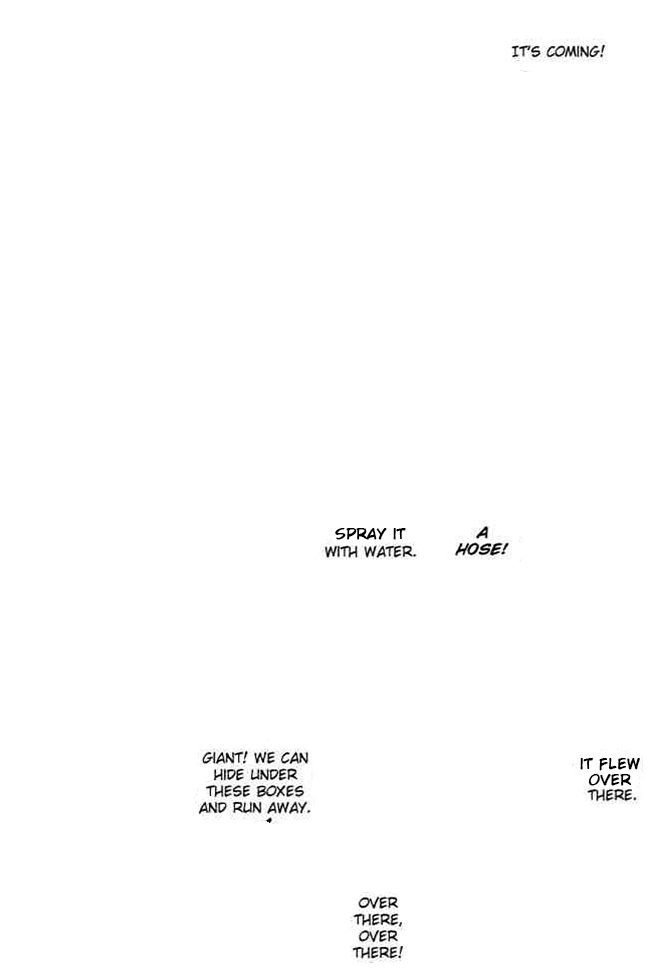 IT'S COMING!
A
HOSE!
SPRAY IT
WITH WATER.
IT FLEW
OVER
THERE.
GIANT! WE CAN
HIDE UNDER
THESE BOXES
AND RUN AWAY.
OVER
THERE,
OVER
THERE!